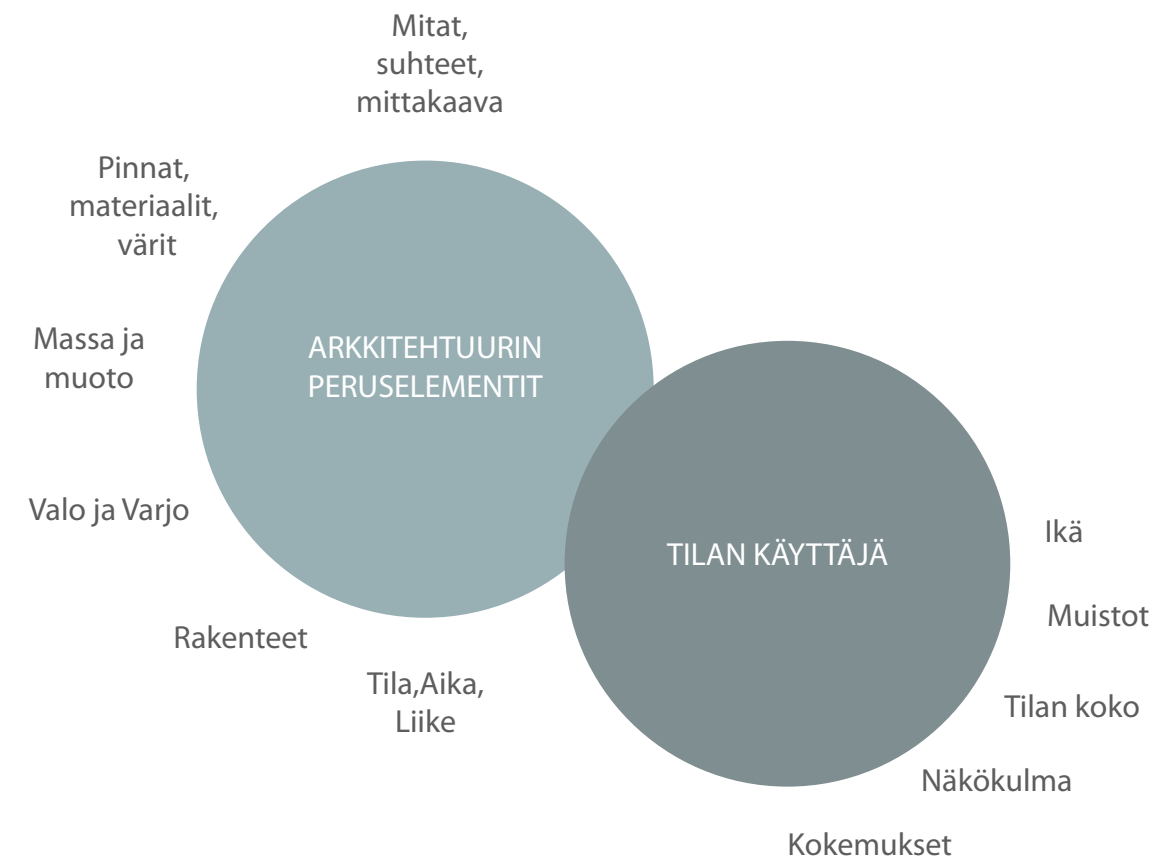 Mitat,
suhteet,
mittakaava
Pinnat,
materiaalit,
värit
Massa ja
muoto
ARKKITEHTUURIN
PERUSELEMENTIT
Valo ja Varjo
Rakenteet
Tila,Aika,
Liike
TILAN KÄYTTÄJÄ
Ikä
Muistot
Tilan koko
Näkökulma
Kokemukset